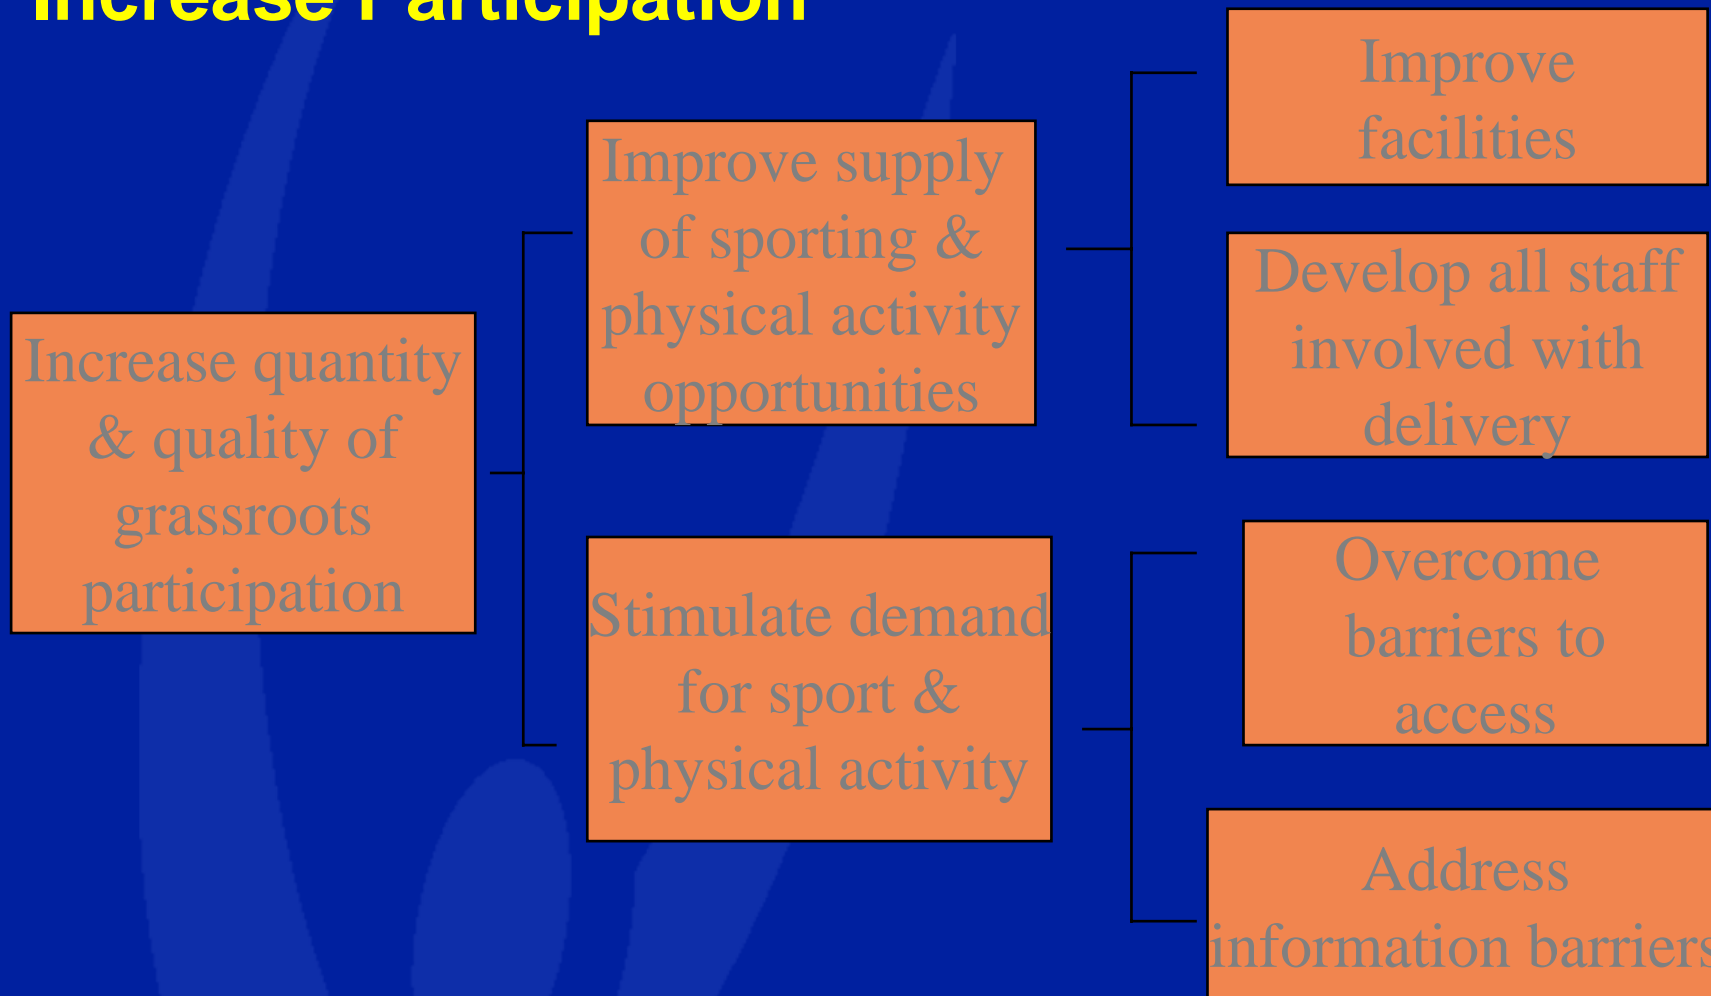 Increase Participation
Increase quantity
& quality of
grassroots
participation
Improve supply
of sporting &
physical activity
opportunities
Stimulate demand
for sport &
physical activity
Improve
facilities
Develop all staff
involved with
delivery
Overcome
barriers to
access
Address
information barriers